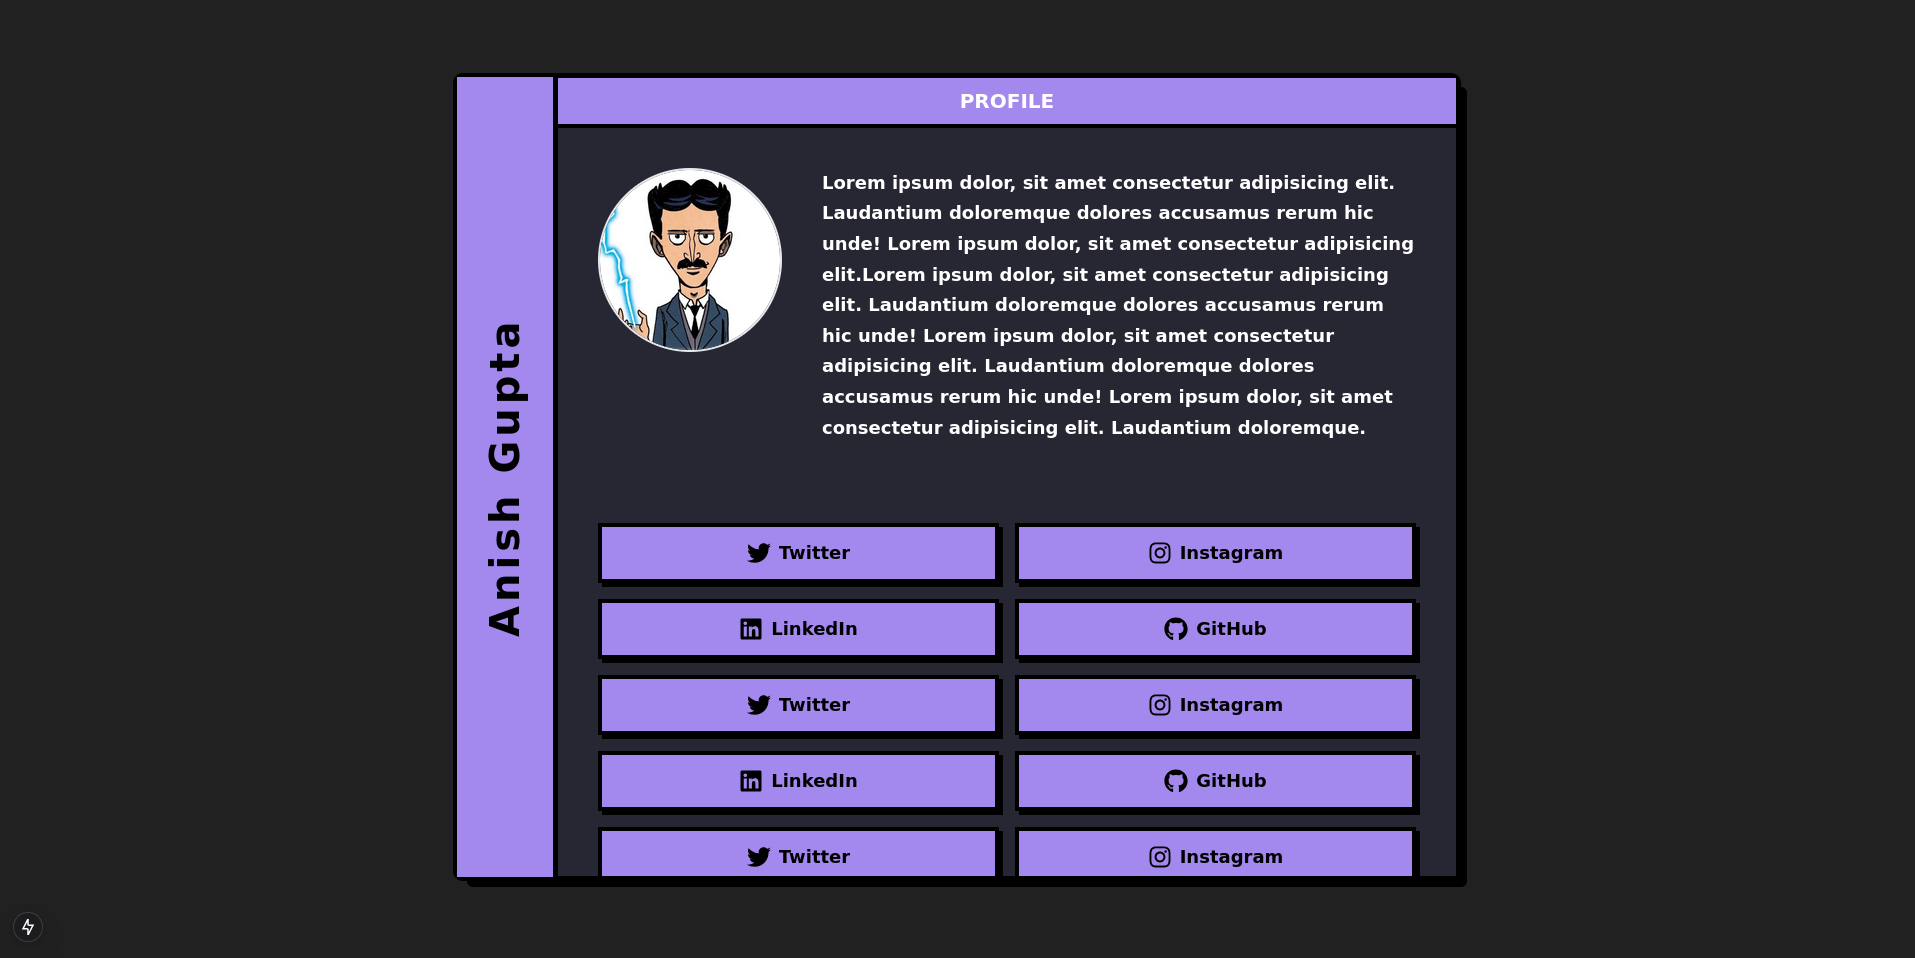 Anish Gupta
PROFILE
Lorem ipsum dolor, sit amet consectetur adipisicing elit.
Laudantium doloremque dolores accusamus rerum hic
unde! Lorem ipsum dolor, sit amet consectetur adipisicing
elit.Lorem ipsum dolor, sit amet consectetur adipisicing
elit. Laudantium doloremque dolores accusamus rerum
hic unde! Lorem ipsum dolor, sit amet consectetur
adipisicing elit. Laudantium doloremque dolores
accusamus rerum hic unde! Lorem ipsum dolor, sit amet
consectetur adipisicing elit. Laudantium doloremque.
Twitter
Instagram
LinkedIn
GitHub
Twitter
Instagram
LinkedIn
GitHub
Twitter
Instagram